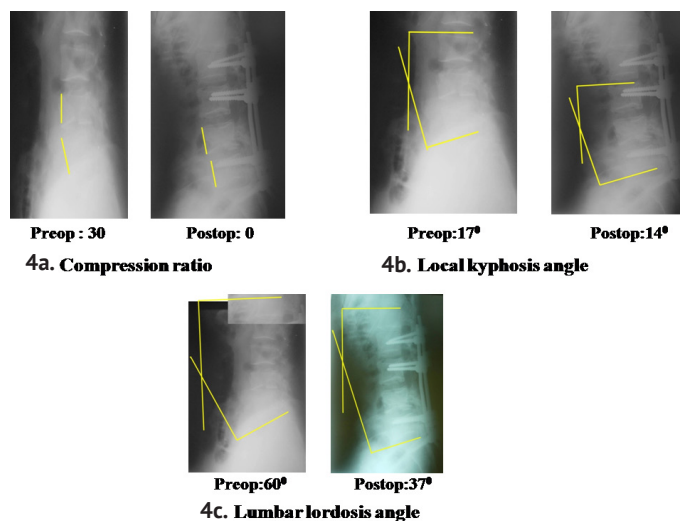 Preop : 30 Postop: 0
4a. Compression ratio
Preop:17⁰ Postop:14⁰
4b. Local kyphosis angle
Preop:60⁰ Postop:37⁰
4c. Lumbar lordosis angle